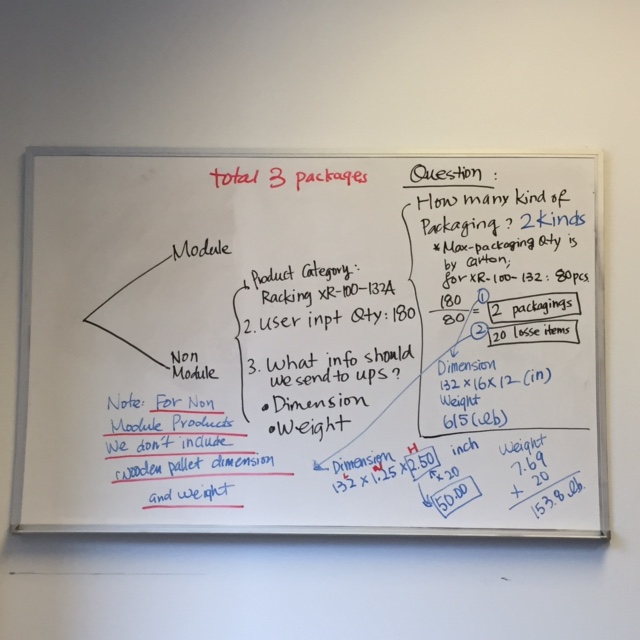 total 3 packages
Module
Non
Module
Note: For Non
Module Products
We don't include
wooden pallet dimension
and weight
1. Product Category:
Racking XR-100-132A
2. User inpt Qty: 180
3. What info should
we send to ups?
• Dimension
• Weight
Question:
How many kind of
Packaging? 2 Kinds
* Max-packaging Qty is
by carton;
for XR-100-132: 80pcs
180
80
= 2 packagings
1
2
20 losse items
Dimension
132 x 16 x 12 (in)
Weight
615 (lb)
Dimension
L W H
132 x 1.25 x 2.50 inch
x 20
50.00
Weight
7.69
x 20
153.8 lb.